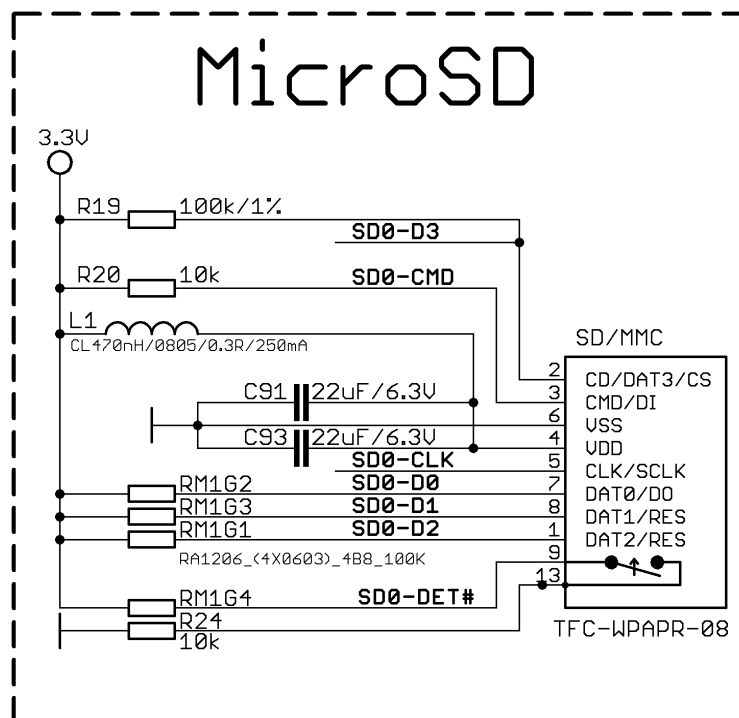 MicroSD
3.3V
R19 100k/1%
SD0-D3
R20 10k SD0-CMD
L1
CL470nH/0805/0.3R/250mA
SD/MMC
2 CD/DAT3/CS
C91 22uF/6.3V 3 CMD/DI
6 VSS
C93 22uF/6.3V 4 VDD
SD0-CLK 5 CLK/SCLK
RM1G2 SD0-D0 7 DAT0/DO
RM1G3 SD0-D1 8 DAT1/RES
RM1G1 SD0-D2 1 DAT2/RES
RA1206_(4X0603)_4B8_100K 9
13
RM1G4 SD0-DET#
R24
10k
TFC-WPAPR-08